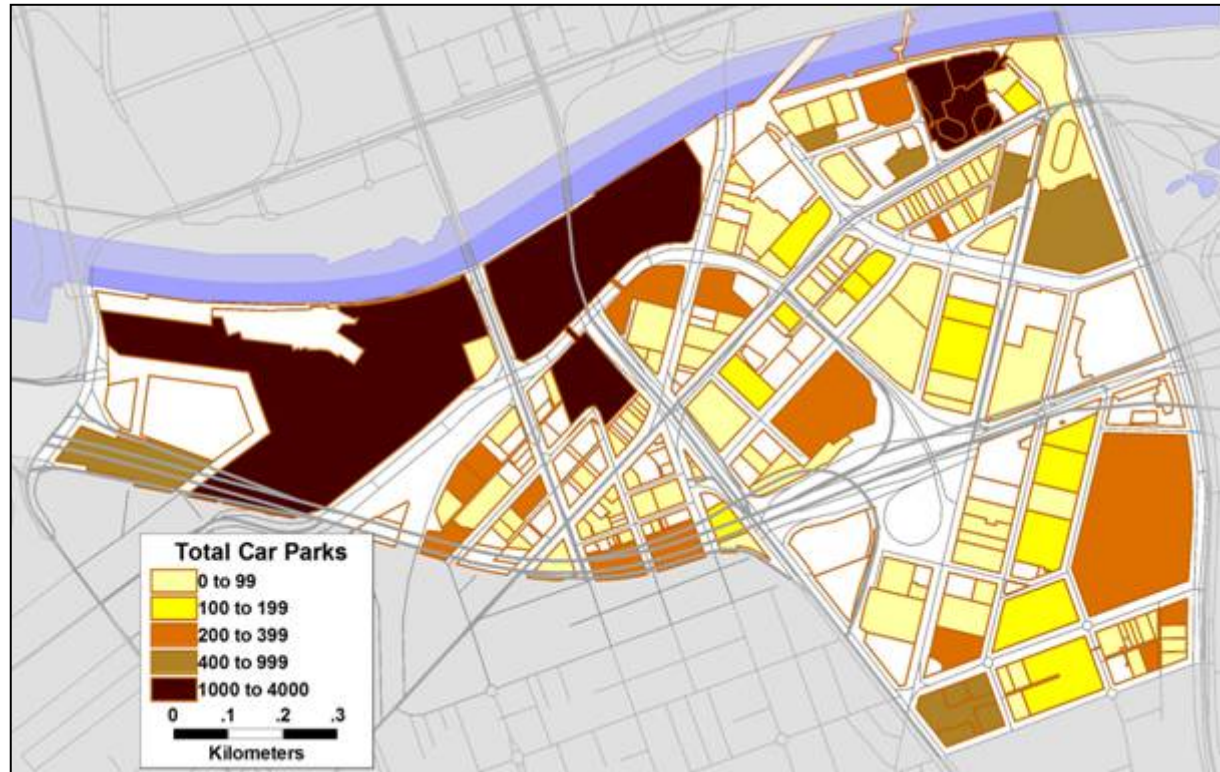 Total Car Parks
0 to 99
100 to 199
200 to 399
400 to 999
1000 to 4000
0 .1 .2 .3
Kilometers